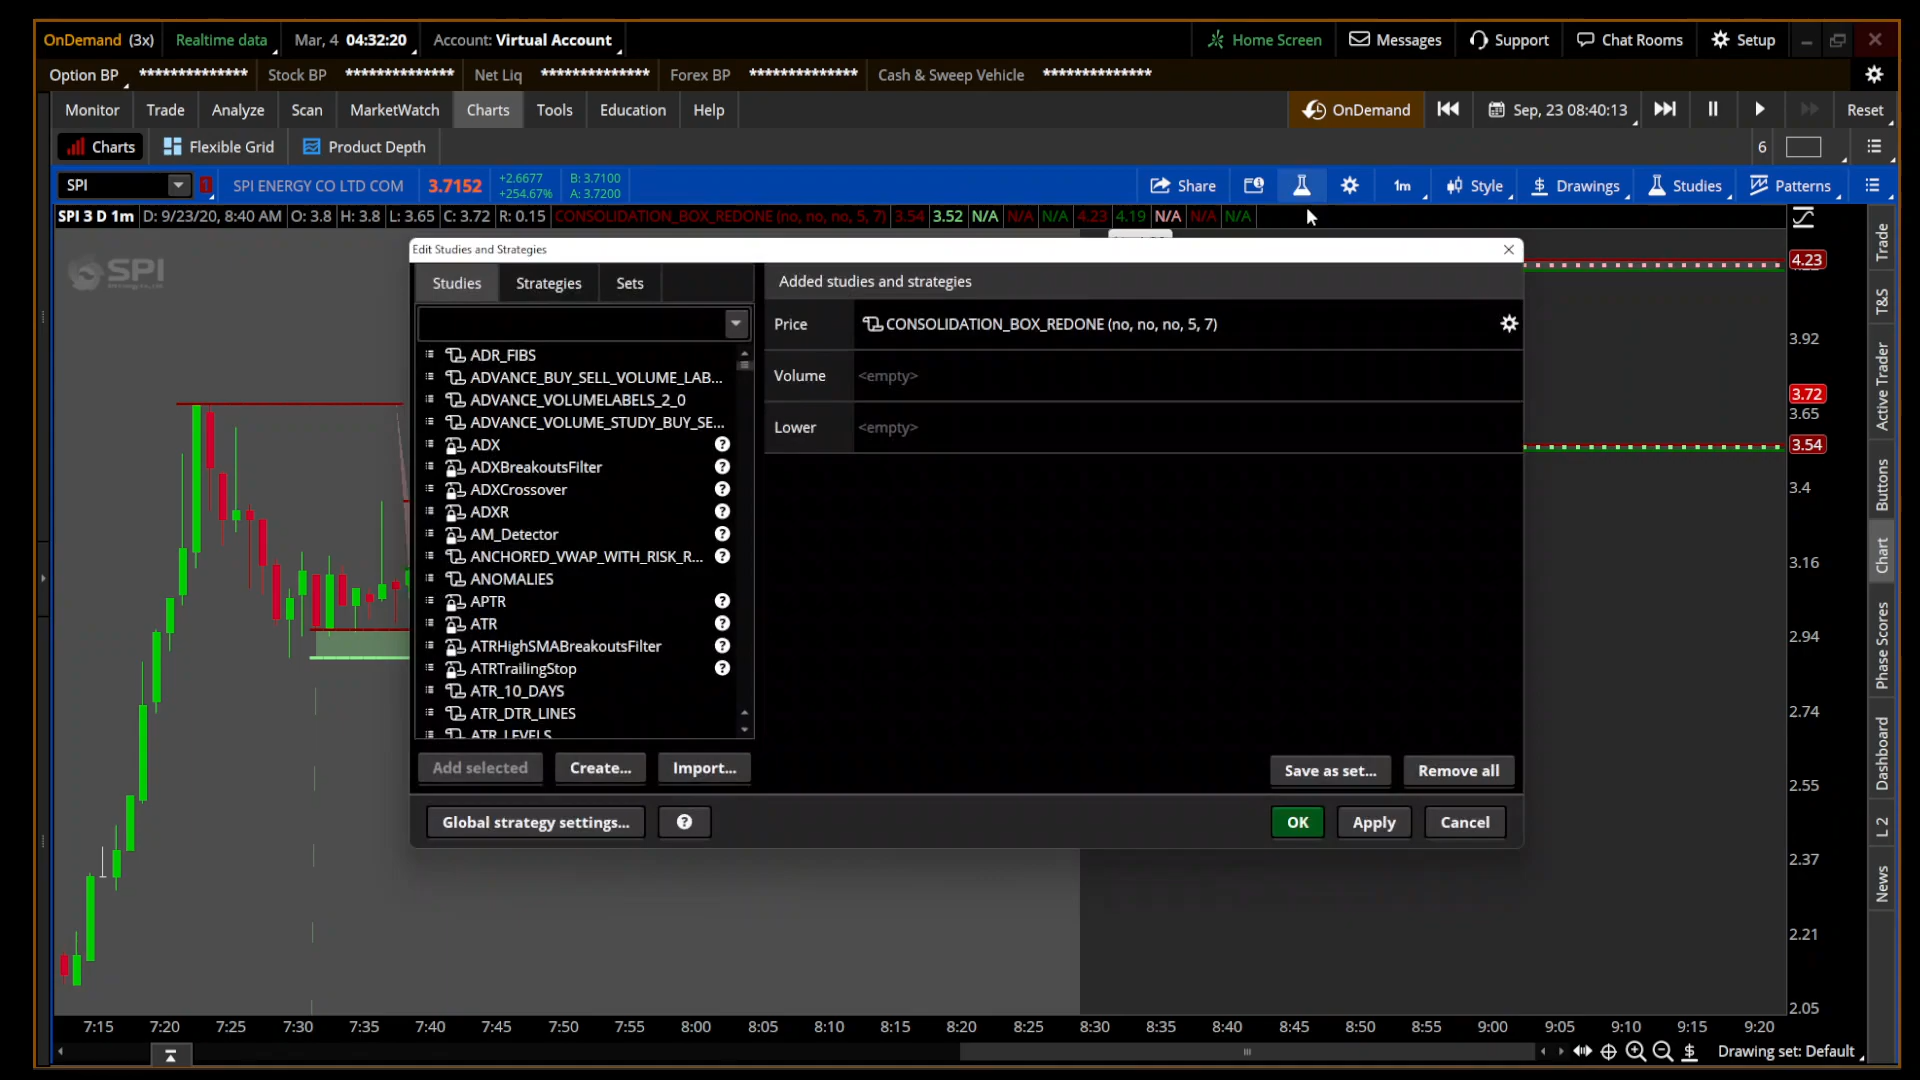 OnDemand (3x) Realtime data Mar, 4 04:32:20 Account: Virtual Account Home Screen Messages Support Chat Rooms Setup
Option BP ************** Stock BP ************** Net Liq ************** Forex BP ************** Cash & Sweep Vehicle **************
Monitor Trade Analyze Scan MarketWatch Charts Tools Education Help OnDemand Sep, 23 08:40:13 Reset
Charts Flexible Grid Product Depth 6
SPI 1 SPI ENERGY CO LTD COM 3.7152 +2.6677 B: 3.7100 Share 1m Style $ Drawings Studies Patterns
+254.67% A: 3.7200
SPI 3 D 1m D: 9/23/20, 8:40 AM O: 3.8 H: 3.8 L: 3.65 C: 3.72 R: 0.15 CONSOLIDATION_BOX_REDONE (no, no, no, 5, 7) 3.54 3.52 N/A N/A N/A 4.23 4.19 N/A N/A N/A
Edit Studies and Strategies
Studies Strategies Sets
Added studies and strategies
Price CONSOLIDATION_BOX_REDONE (no, no, no, 5, 7)
Volume <empty>
Lower <empty>
ADR_FIBS
ADVANCE_BUY_SELL_VOLUME_LAB...
ADVANCE_VOLUMELABELS_2_0
ADVANCE_VOLUME_STUDY_BUY_SE...
ADX ?
ADXBreakoutsFilter ?
ADXCrossover ?
ADXR ?
AM_Detector ?
ANCHORED_VWAP_WITH_RISK_R... ?
ANOMALIES
APTR ?
ATR ?
ATRHighSMABreakoutsFilter ?
ATRTrailingStop ?
ATR_10_DAYS
ATR_DTR_LINES
ATR_LEVELS
Add selected Create... Import... Save as set... Remove all
Global strategy settings... ? OK Apply Cancel
SPI
4.23
3.92
3.72
3.65
3.54
3.4
3.16
2.94
2.74
2.55
2.37
2.21
2.05
Trade
T&S
Active Trader
Buttons
Chart
Phase Scores
Dashboard
L 2
News
7:15 7:20 7:25 7:30 7:35 7:40 7:45 7:50 7:55 8:00 8:05 8:10 8:15 8:20 8:25 8:30 8:35 8:40 8:45 8:50 8:55 9:00 9:05 9:10 9:15 9:20
$ Drawing set: Default